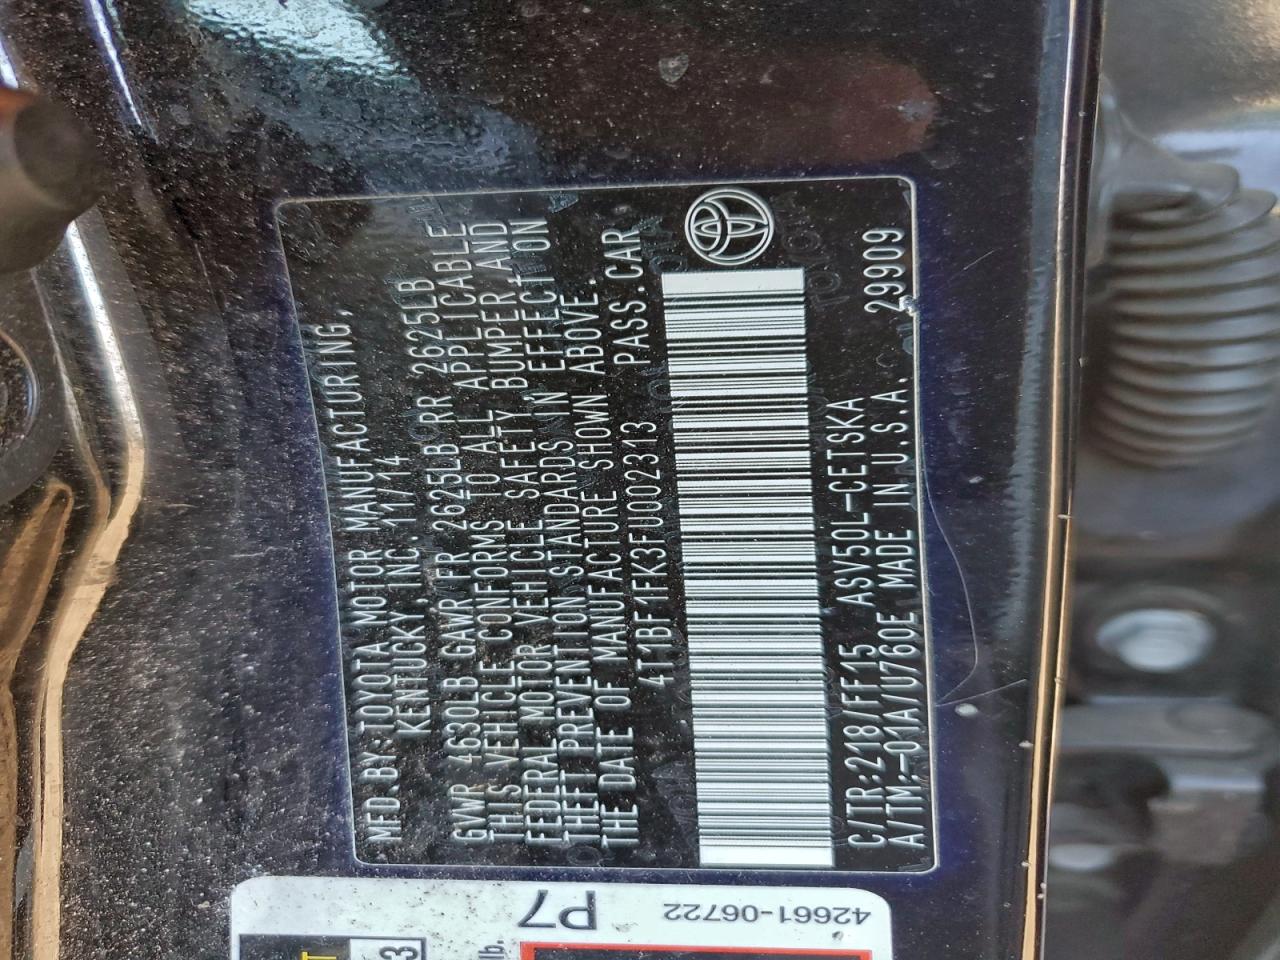 MFD.BY:TOYOTA MOTOR MANUFACTURING,
KENTUCKY INC. 11/14
GVWR 4630LB GAWR FR 2625LB RR 2625LB
THIS VEHICLE CONFORMS TO ALL APPLICABLE
FEDERAL MOTOR VEHICLE SAFETY, BUMPER,AND
THEFT PREVENTION STANDARDS IN EFFECT ON
THE DATE OF MANUFACTURE SHOWN ABOVE.
4T1BF1FK3FU002313 PASS.CAR
C/TR:218/FF15 ASV50L-CETSKA
A/TM:-01A/U760E MADE IN U.S.A. 29909
42661-06722
P7
lb.
3